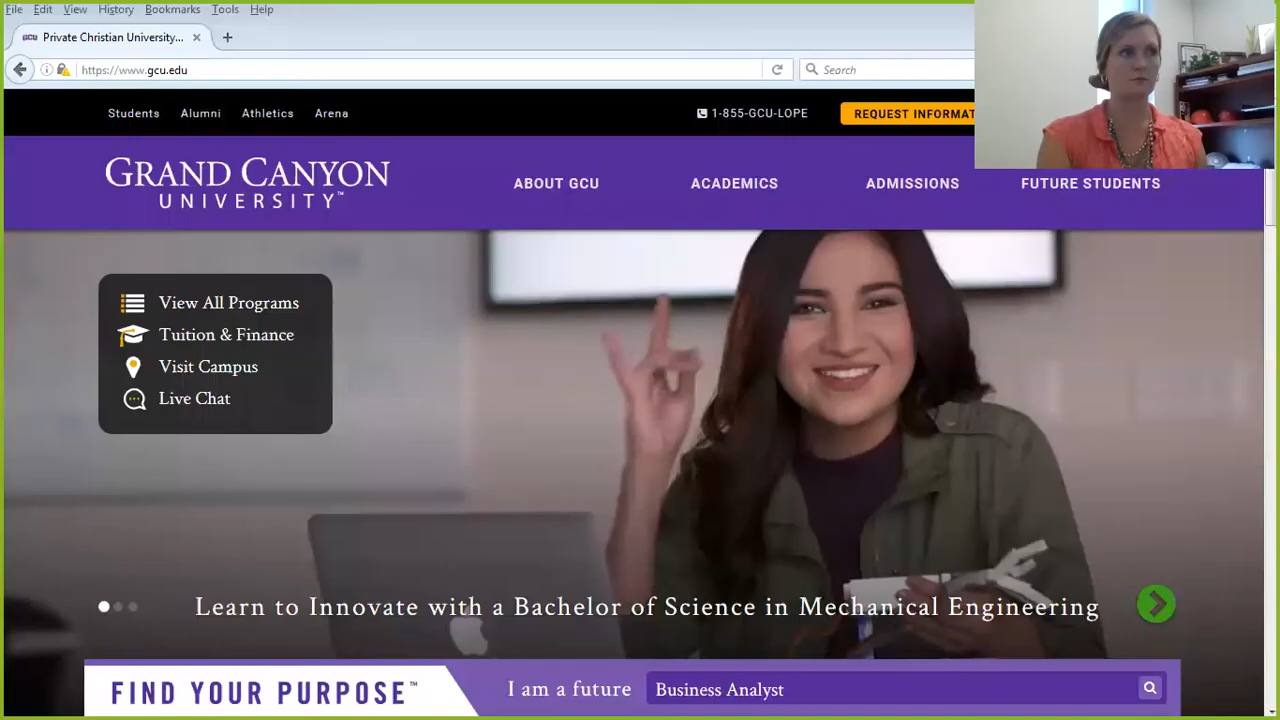 File Edit View History Bookmarks Tools Help
GCU Private Christian University...
https://www.gcu.edu
Search
Students Alumni Athletics Arena
1-855-GCU-LOPE
REQUEST INFORMAT
GRAND CANYON
UNIVERSITY™
ABOUT GCU ACADEMICS ADMISSIONS FUTURE STUDENTS
View All Programs
Tuition & Finance
Visit Campus
Live Chat
Learn to Innovate with a Bachelor of Science in Mechanical Engineering
FIND YOUR PURPOSE™
I am a future Business Analyst